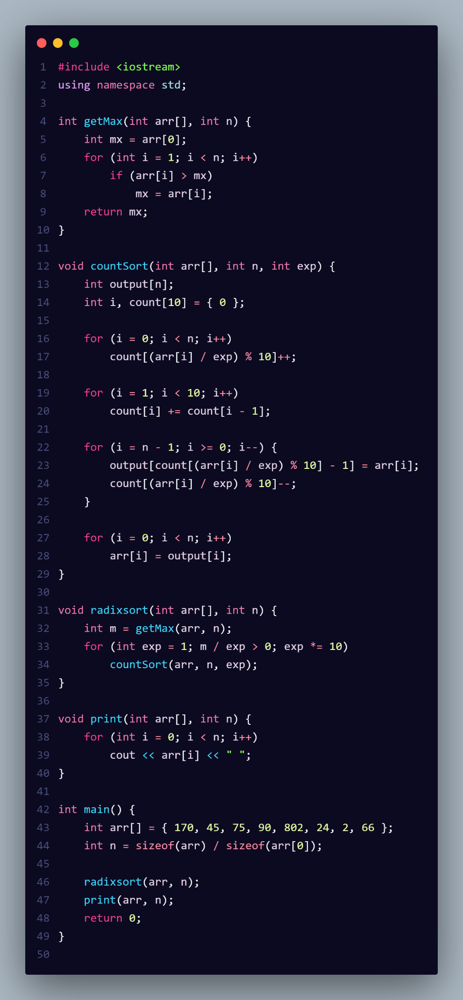 1 #include <iostream>
2 using namespace std;
3
4 int getMax(int arr[], int n) {
5     int mx = arr[0];
6     for (int i = 1; i < n; i++)
7         if (arr[i] > mx)
8             mx = arr[i];
9     return mx;
10 }
11
12 void countSort(int arr[], int n, int exp) {
13     int output[n];
14     int i, count[10] = { 0 };
15
16     for (i = 0; i < n; i++)
17         count[(arr[i] / exp) % 10]++;
18
19     for (i = 1; i < 10; i++)
20         count[i] += count[i - 1];
21
22     for (i = n - 1; i >= 0; i--) {
23         output[count[(arr[i] / exp) % 10] - 1] = arr[i];
24         count[(arr[i] / exp) % 10]--;
25     }
26
27     for (i = 0; i < n; i++)
28         arr[i] = output[i];
29 }
30
31 void radixsort(int arr[], int n) {
32     int m = getMax(arr, n);
33     for (int exp = 1; m / exp > 0; exp *= 10)
34         countSort(arr, n, exp);
35 }
36
37 void print(int arr[], int n) {
38     for (int i = 0; i < n; i++)
39         cout << arr[i] << " ";
40 }
41
42 int main() {
43     int arr[] = { 170, 45, 75, 90, 802, 24, 2, 66 };
44     int n = sizeof(arr) / sizeof(arr[0]);
45
46     radixsort(arr, n);
47     print(arr, n);
48     return 0;
49 }
50